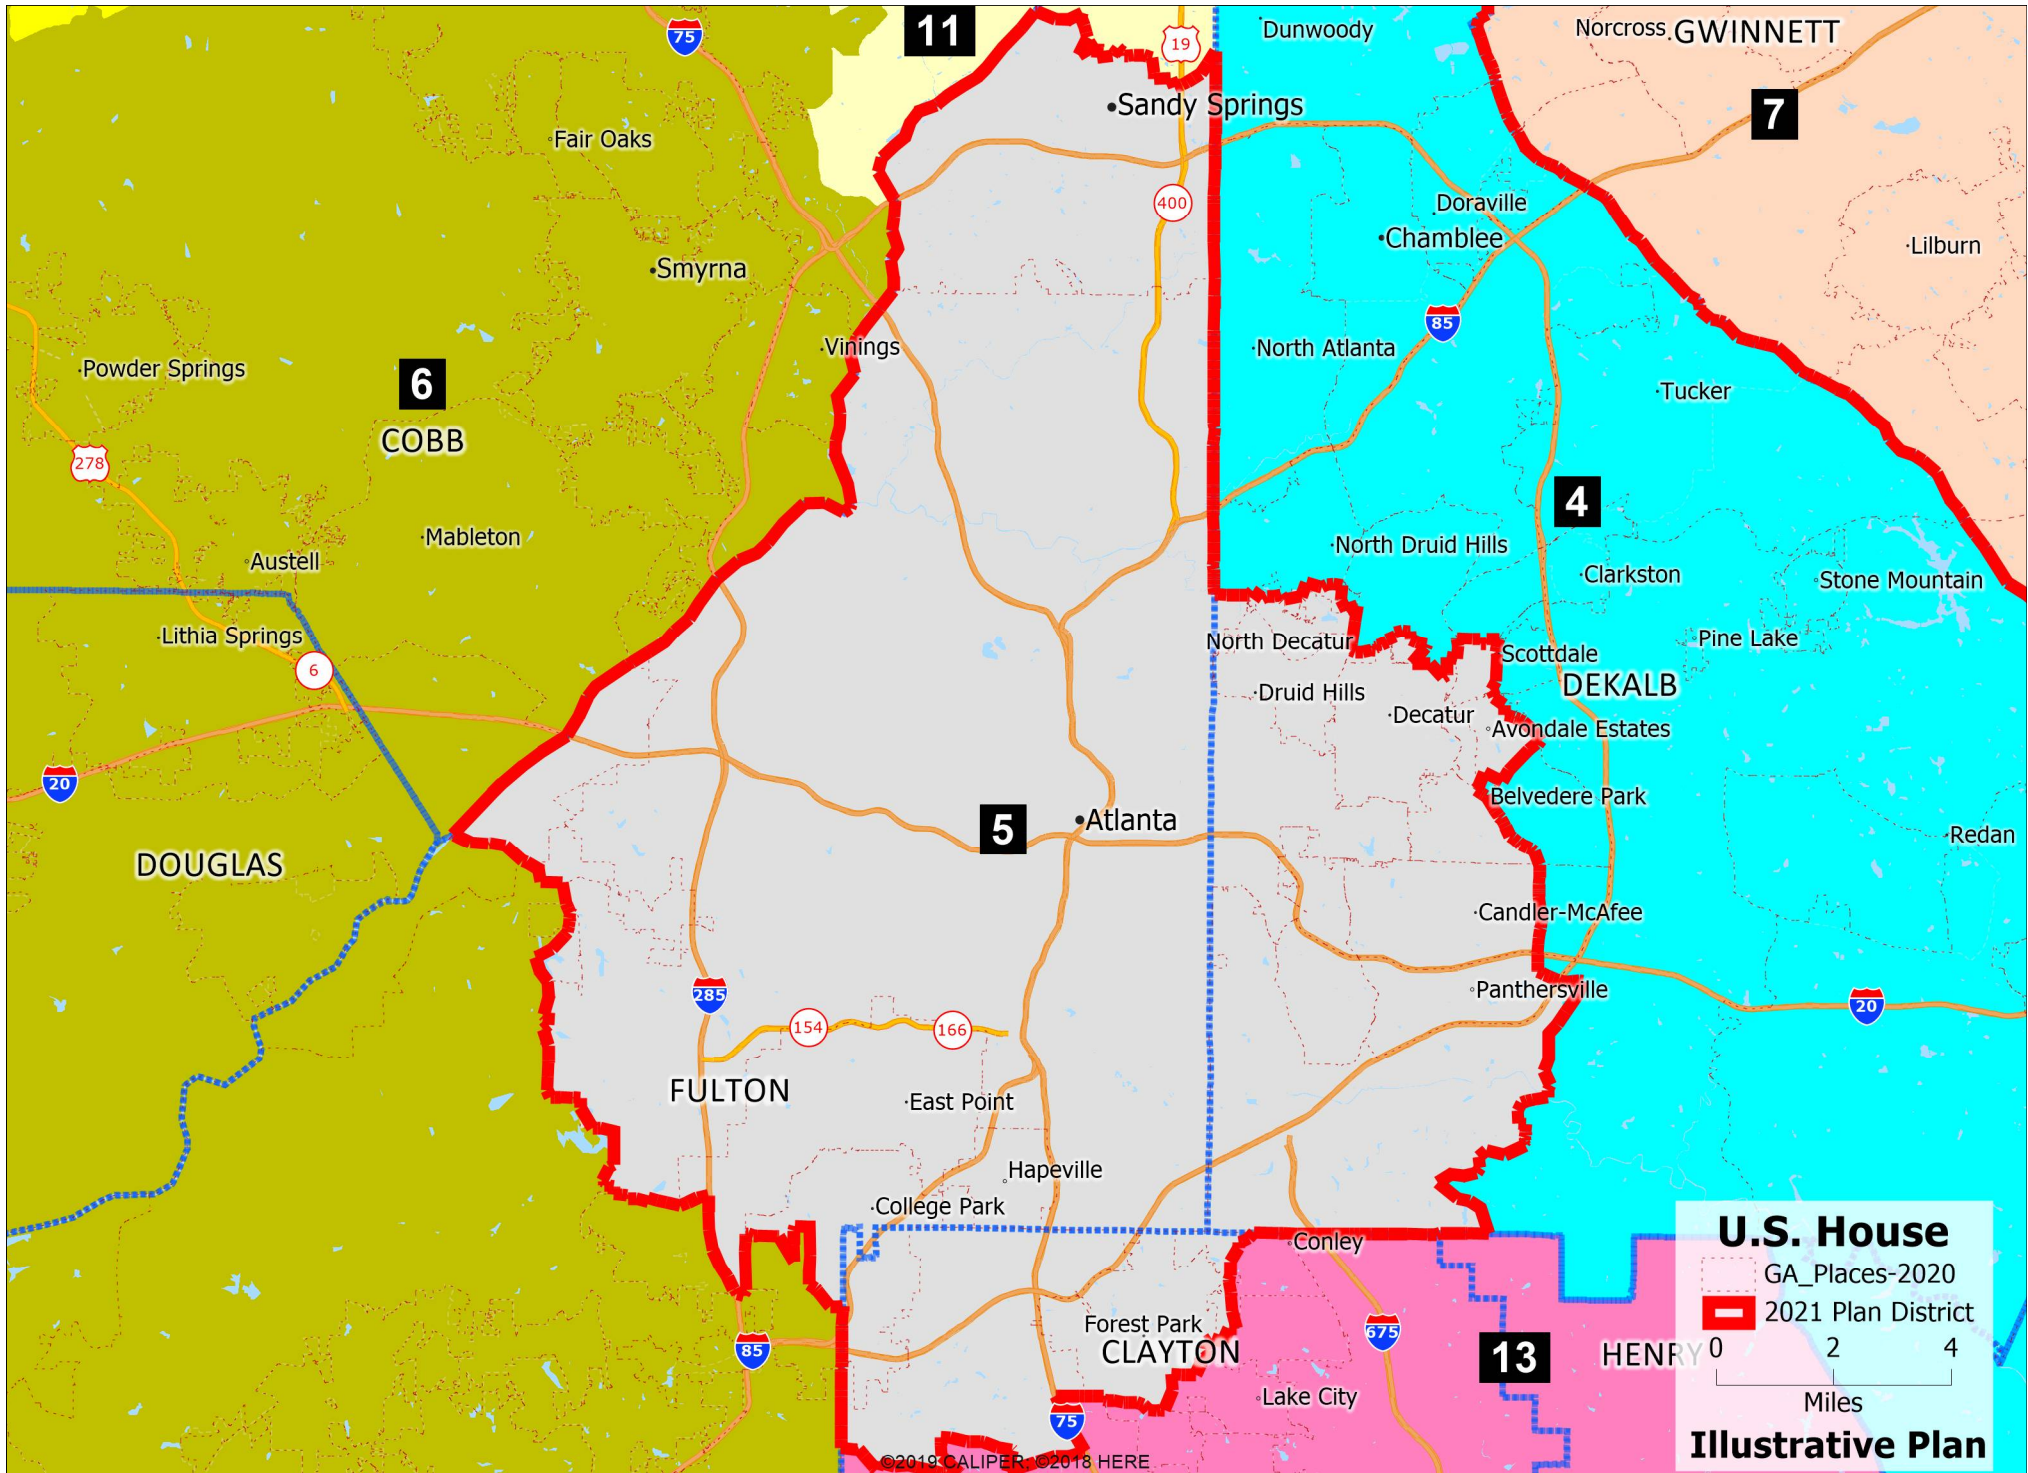 11
75
19
Dunwoody
Norcross
GWINNETT
7
Sandy Springs
Fair Oaks
400
Doraville
Chamblee
Lilburn
Smyrna
85
Vinings
North Atlanta
Powder Springs
6
COBB
Tucker
278
4
Mableton
North Druid Hills
Austell
Clarkston
Stone Mountain
Lithia Springs
North Decatur
Pine Lake
Scottdale
6
DEKALB
Druid Hills
Decatur
Avondale Estates
20
Belvedere Park
5
Atlanta
Redan
DOUGLAS
Candler-McAfee
285
Panthersville
20
154
166
FULTON
East Point
Hapeville
College Park
Conley
U.S. House
GA_Places-2020
2021 Plan District
0 2 4
Miles
Illustrative Plan
Forest Park
CLAYTON
675
85
13
HENRY
Lake City
75
©2019 CALIPER; ©2018 HERE